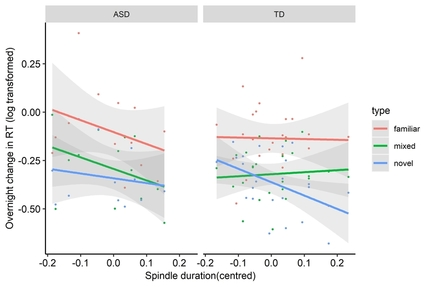 ASD TD
Overnight change in RT (log transformed)
0.25
0.00
-0.25
-0.50
-0.2 -0.1 0.0 0.1 0.2 -0.2 -0.1 0.0 0.1 0.2
Spindle duration(centred)
type
familiar
mixed
novel